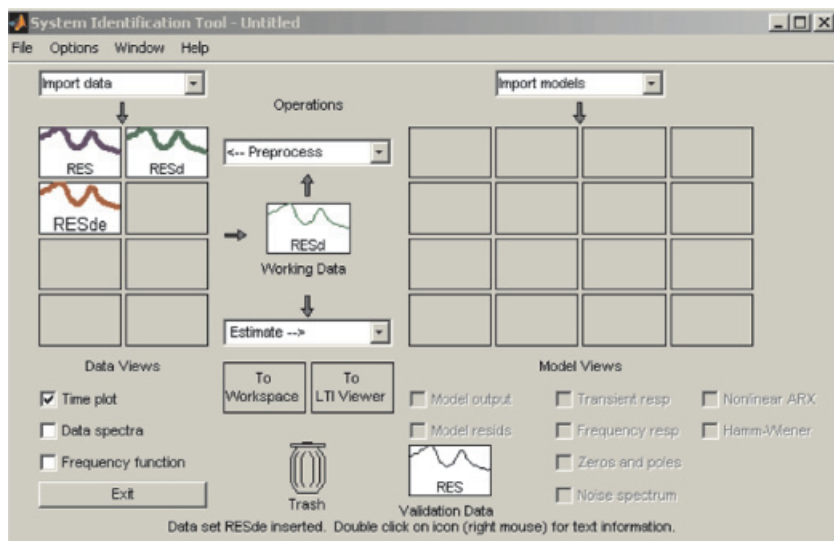 System Identification Tool - Untitled
File Options Window Help
Import data
Operations
Import models
RES
RESd
<-- Preprocess
RESde
RESd
Working Data
Estimate -->
Data Views
To Workspace
To LTI Viewer
Model Views
Time plot
Data spectra
Frequency function
Exit
Trash
Model output
Model resids
Transient resp
Frequency resp
Zeros and poles
Noise spectrum
Nonlinear ARX
Hamm-Wiener
RES
Validation Data
Data set RESde inserted. Double click on icon (right mouse) for text information.